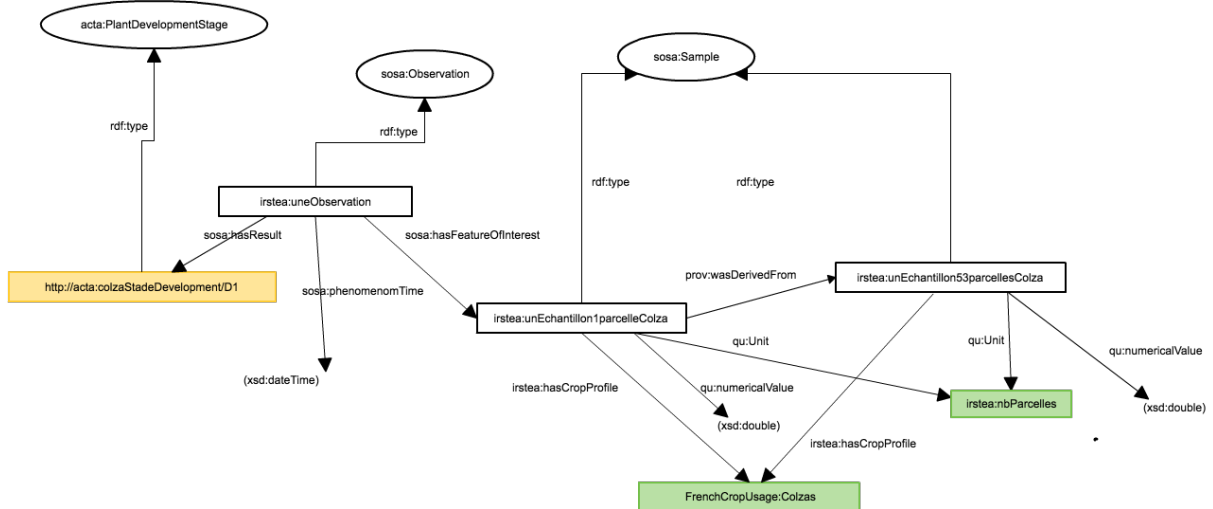 acta:PlantDevelopmentStage
sosa:Sample
sosa:Observation
rdf:type
rdf:type
rdf:type
rdf:type
irstea:uneObservation
sosa:hasResult
sosa:hasFeatureOfInterest
prov:wasDerivedFrom
irstea:unEchantillon53parcellesColza
http://acta:colzaStadeDevelopment/D1
sosa:phenomenomTime
irstea:unEchantillon1parcelleColza
qu:Unit
qu:Unit
qu:numericalValue
(xsd:dateTime)
irstea:hasCropProfile
qu:numericalValue
irstea:nbParcelles
(xsd:double)
(xsd:double)
irstea:hasCropProfile
FrenchCropUsage:Colzas